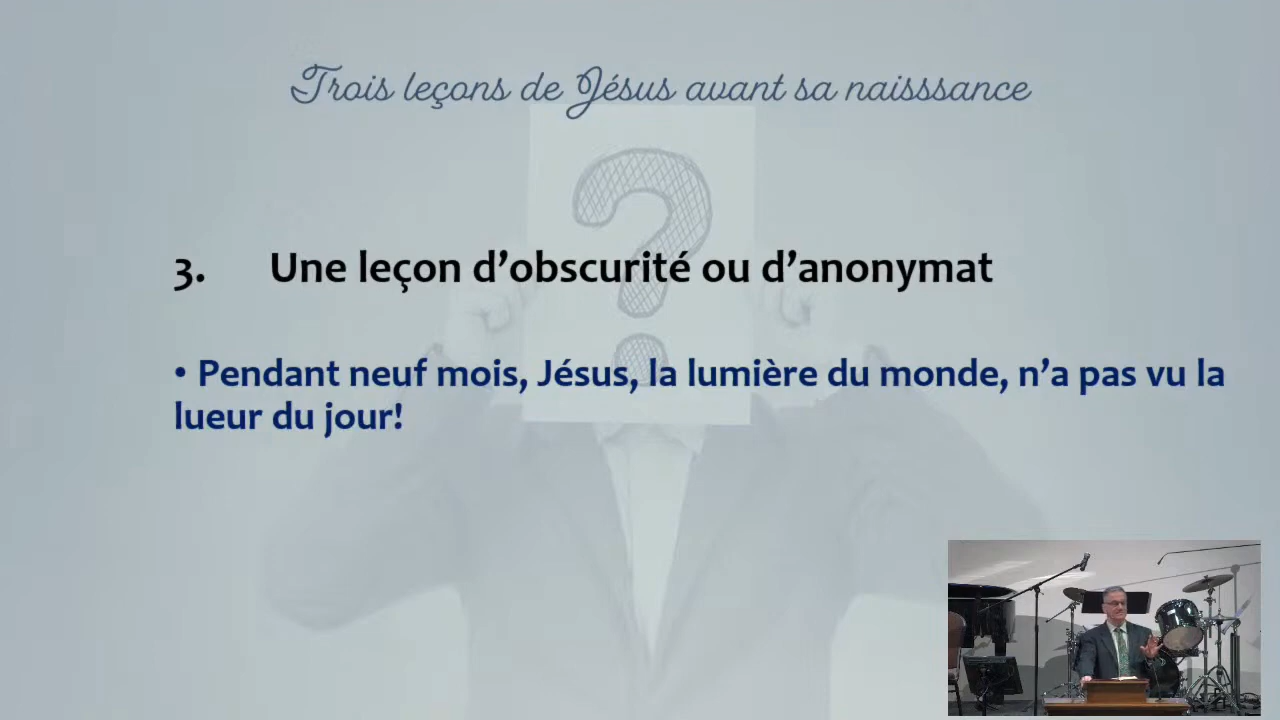 Trois leçons de Jésus avant sa naisssance
?
3. Une leçon d’obscurité ou d’anonymat
• Pendant neuf mois, Jésus, la lumière du monde, n’a pas vu la
lueur du jour!